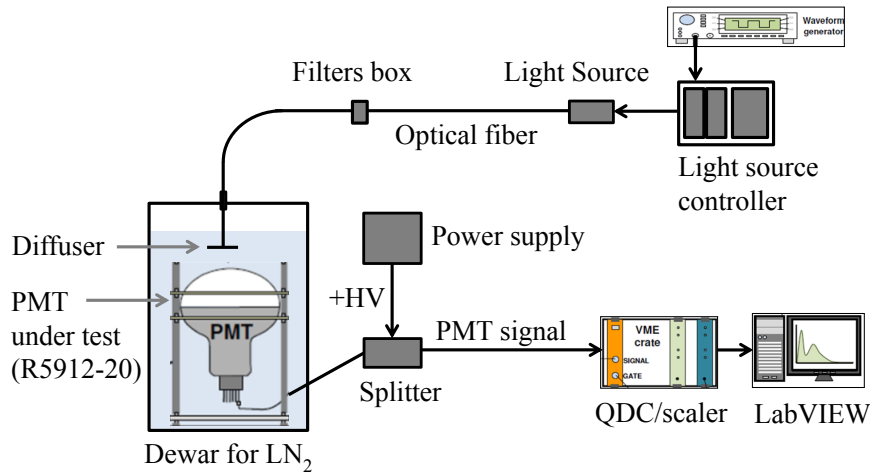 Waveform
generator
Filters box
Light Source
Optical fiber
Light source
controller
Diffuser
PMT
under test
(R5912-20)
PMT
Power supply
+HV
PMT signal
Splitter
VME
crate
SIGNAL
GATE
QDC/scaler
LabVIEW
Dewar for LN₂